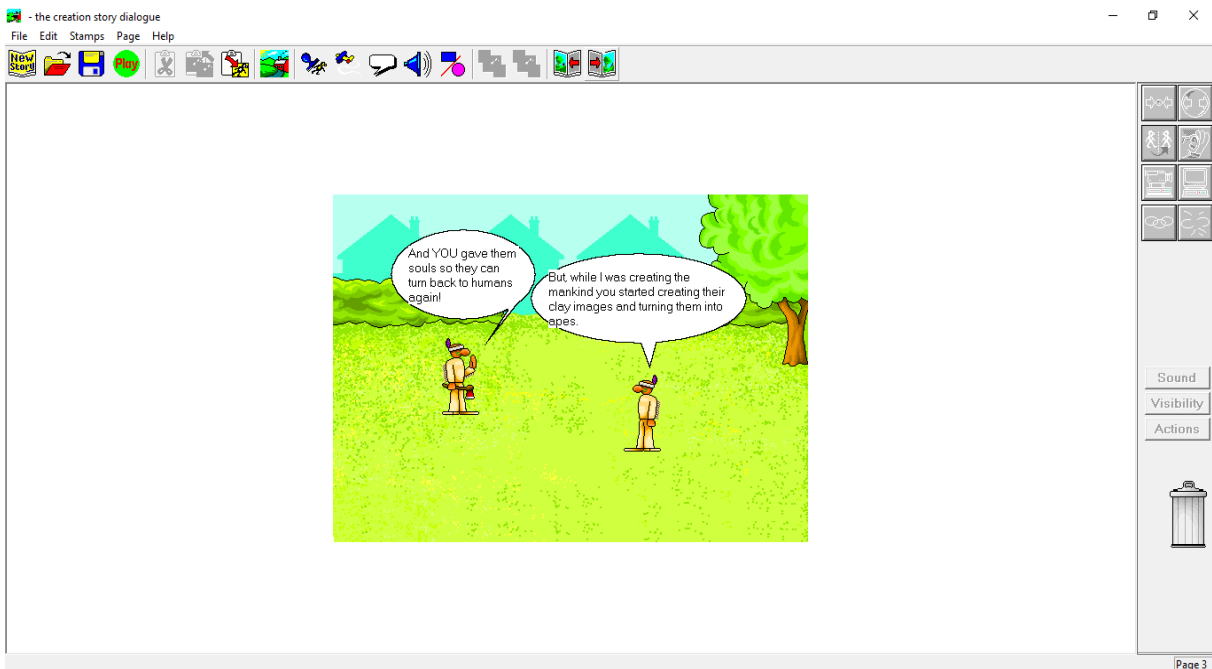 - the creation story dialogue
File Edit Stamps Page Help
New
Story
Play
And YOU gave them
souls so they can
turn back to humans
again!
But, while I was creating the
mankind you started creating their
clay images and turning them into
apes.
Sound
Visibility
Actions
Page 3